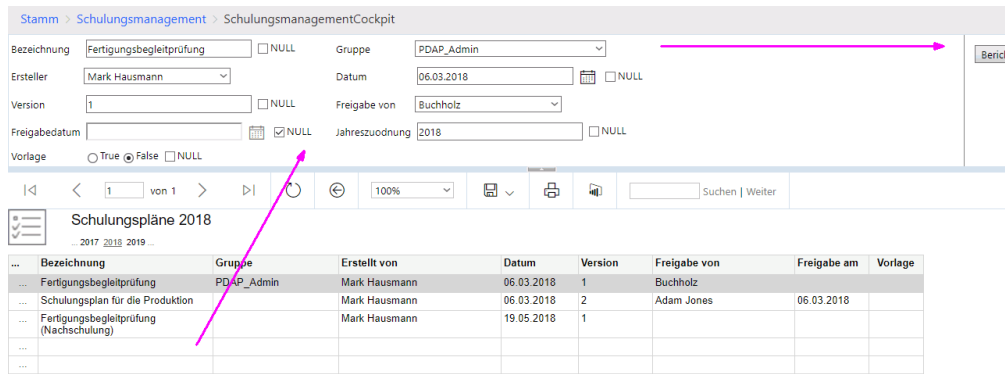 Stamm > Schulungsmanagement > SchulungsmanagementCockpit
Bezeichnung Fertigungsbegleitprüfung NULL Gruppe PDAP_Admin
Ersteller Mark Hausmann Datum 06.03.2018 NULL
Version 1 NULL Freigabe von Buchholz
Freigabedatum NULL Jahreszuodnung 2018 NULL
Vorlage True False NULL
1 von 1 100% Suchen | Weiter
Schulungspläne 2018
... 2017 2018 2019 ...
... Bezeichnung Gruppe Erstellt von Datum Version Freigabe von Freigabe am Vorlage
... Fertigungsbegleitprüfung PDAP_Admin Mark Hausmann 06.03.2018 1 Buchholz
... Schulungsplan für die Produktion Mark Hausmann 06.03.2018 2 Adam Jones 06.03.2018
... Fertigungsbegleitprüfung Mark Hausmann 19.05.2018 1
(Nachschulung)
...
...